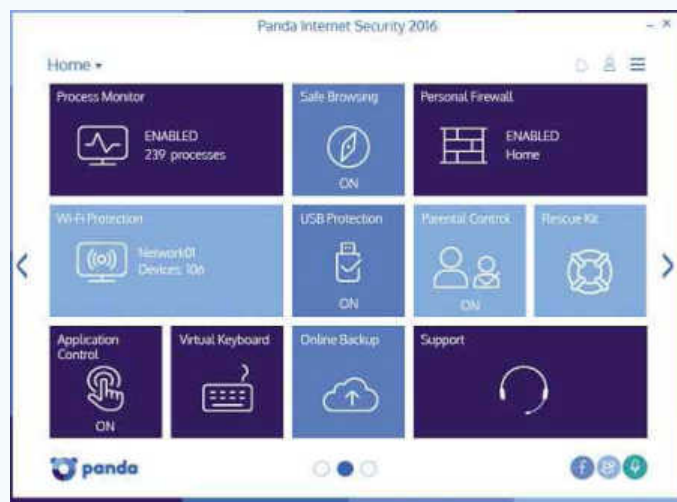 Panda Internet Security 2016
Home
Process Monitor
ENABLED
239 processes
Safe Browsing
ON
Personal Firewall
ENABLED
Home
Wi-Fi Protection
Network01
Devices: 106
USB Protection
ON
Parental Control
ON
Rescue Kit
Application
Control
ON
Virtual Keyboard
Online Backup
Support
panda
f